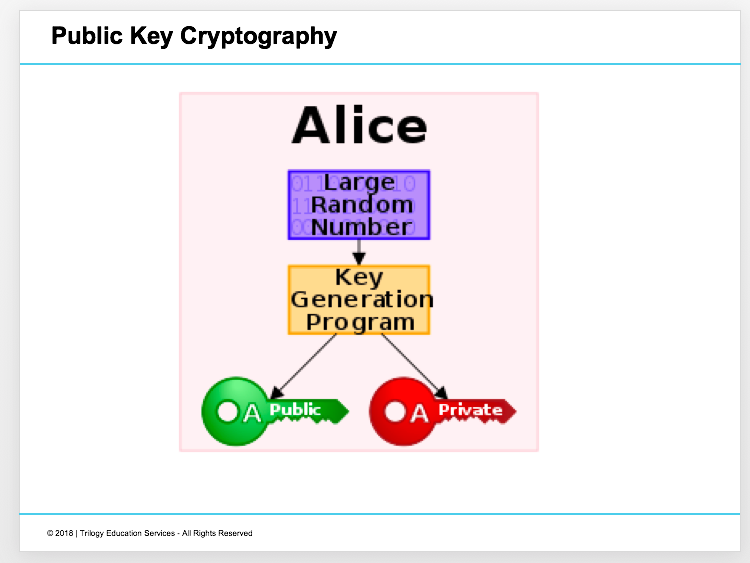 Public Key Cryptography
Alice
Large
Random
Number
Key
Generation
Program
A Public
A Private
© 2018 | Trilogy Education Services - All Rights Reserved